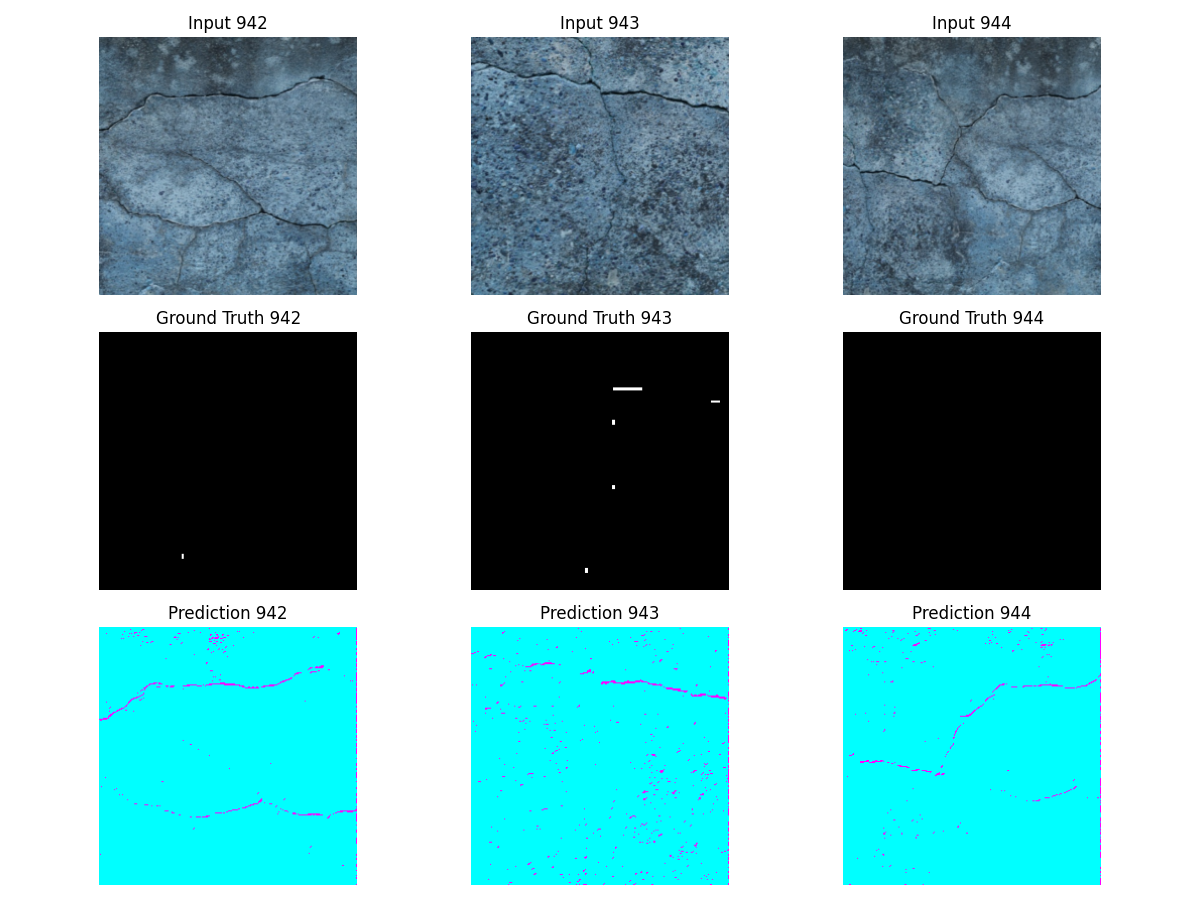 Input 942
Input 943
Input 944
Ground Truth 942
Ground Truth 943
Ground Truth 944
Prediction 942
Prediction 943
Prediction 944